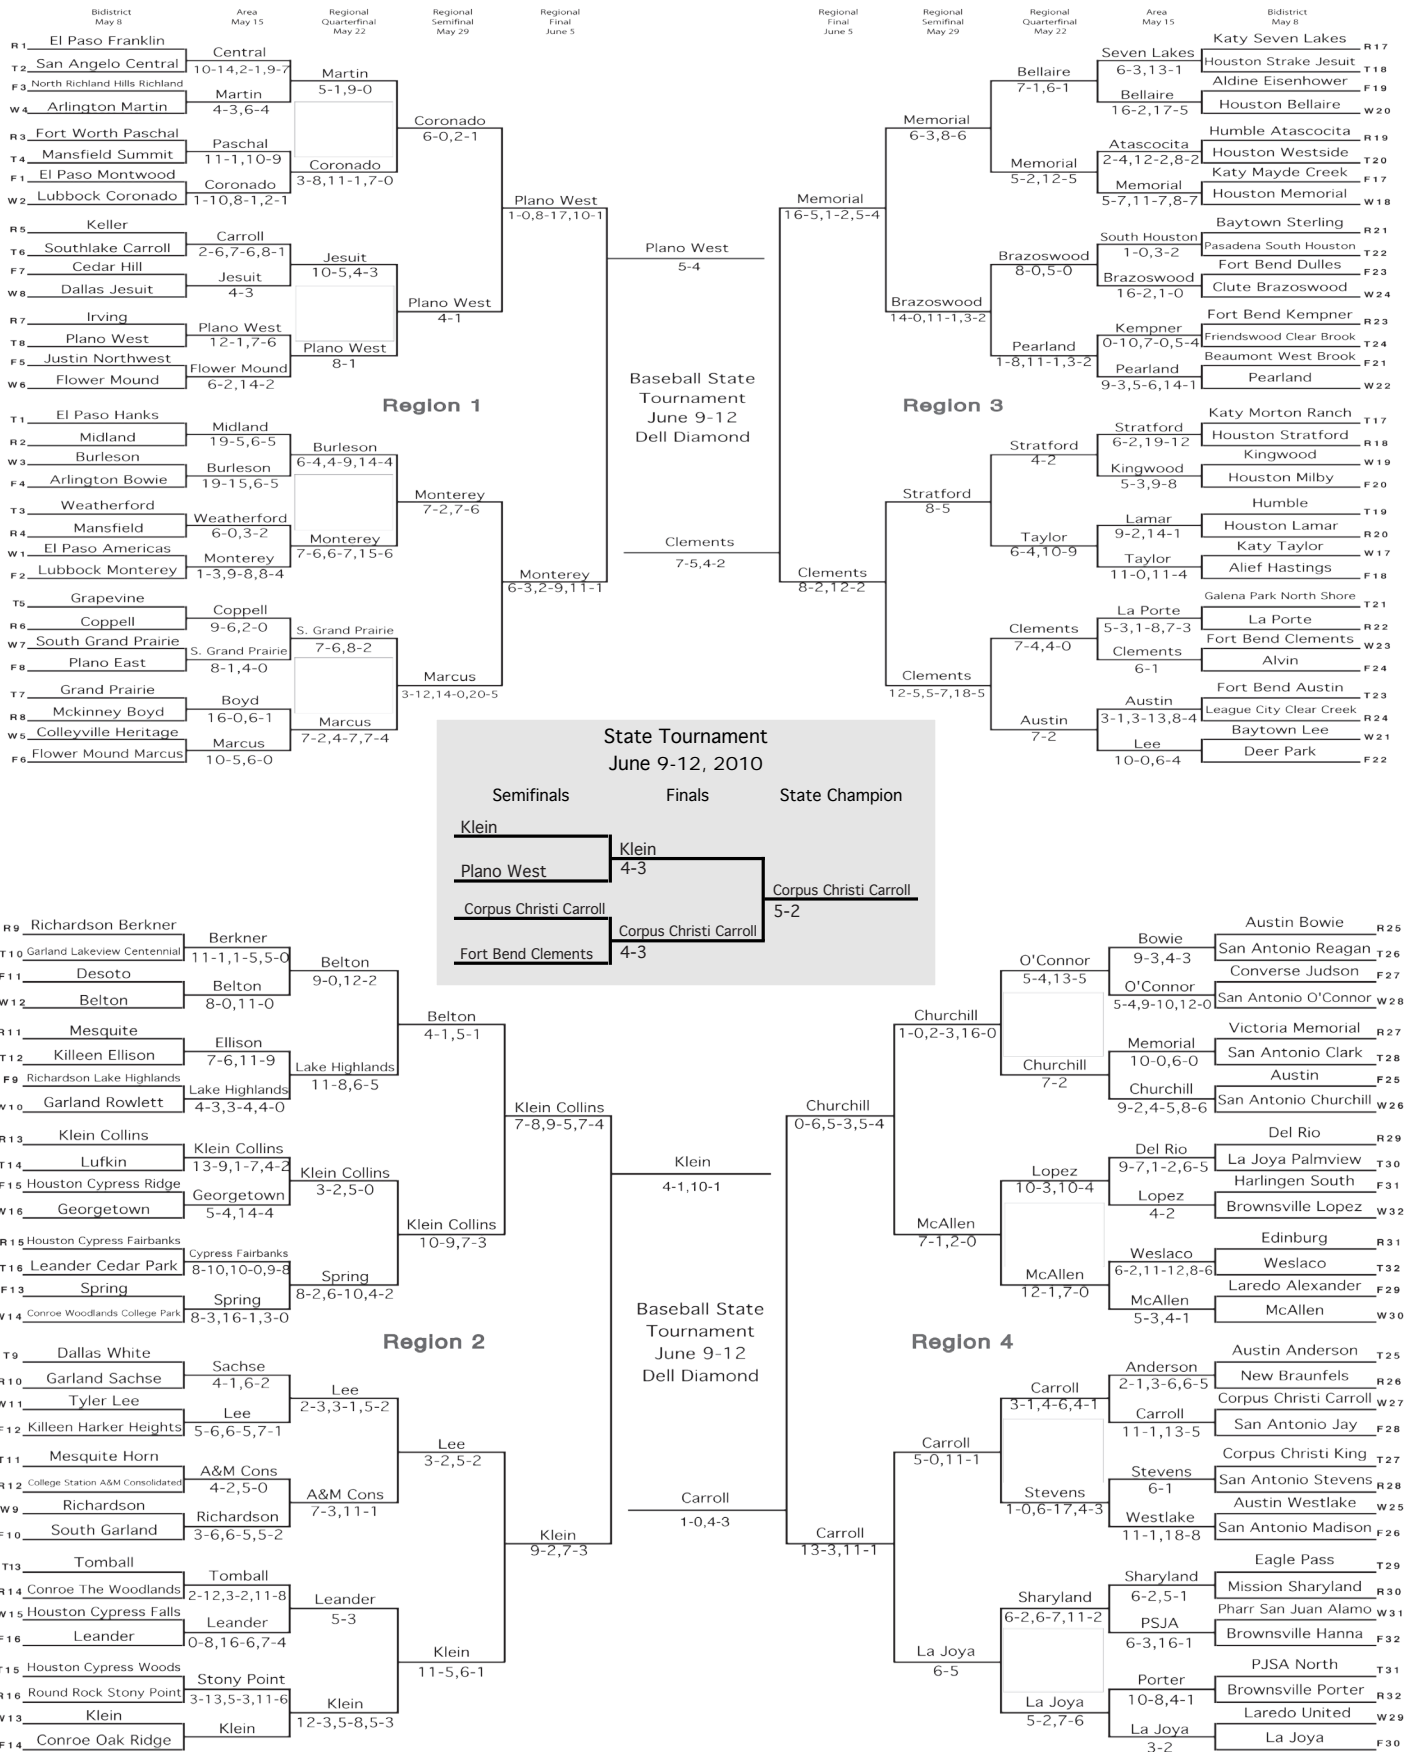 Bidistrict
May 8
Area
May 15
Regional
Quarterfinal
May 22
Regional
Semifinal
May 29
Regional
Final
June 5
R1 El Paso Franklin
T2 San Angelo Central
F3 North Richland Hills Richland
W4 Arlington Martin
R3 Fort Worth Paschal
T4 Mansfield Summit
F1 El Paso Montwood
W2 Lubbock Coronado
R5 Keller
T6 Southlake Carroll
F7 Cedar Hill
W8 Dallas Jesuit
R7 Irving
T8 Plano West
F5 Justin Northwest
W6 Flower Mound
T1 El Paso Hanks
R2 Midland
W3 Burleson
F4 Arlington Bowie
T3 Weatherford
R4 Mansfield
W1 El Paso Americas
F2 Lubbock Monterey
T5 Grapevine
R6 Coppell
W7 South Grand Prairie
F8 Plano East
T7 Grand Prairie
R8 Mckinney Boyd
W5 Colleyville Heritage
F6 Flower Mound Marcus
Central
10-14,2-1,9-7
Martin
4-3,6-4
Paschal
11-1,10-9
Coronado
1-10,8-1,2-1
Carroll
2-6,7-6,8-1
Jesuit
4-3
Plano West
12-1,7-6
Flower Mound
6-2,14-2
Midland
19-5,6-5
Burleson
19-15,6-5
Weatherford
6-0,3-2
Monterey
1-3,9-8,8-4
Coppell
9-6,2-0
S. Grand Prairie
8-1,4-0
Boyd
16-0,6-1
Marcus
10-5,6-0
Martin
5-1,9-0
Coronado
3-8,11-1,7-0
Jesuit
10-5,4-3
Plano West
8-1
Burleson
6-4,4-9,14-4
Monterey
7-6,6-7,15-6
S. Grand Prairie
7-6,8-2
Marcus
7-2,4-7,7-4
Coronado
6-0,2-1
Plano West
4-1
Monterey
7-2,7-6
Marcus
3-12,14-0,20-5
Plano West
1-0,8-17,10-1
Monterey
6-3,2-9,11-1
Region 1
Plano West
5-4
Baseball State
Tournament
June 9-12
Dell Diamond
Clements
7-5,4-2
Regional
Final
June 5
Regional
Semifinal
May 29
Regional
Quarterfinal
May 22
Area
May 15
Bidistrict
May 8
Memorial
16-5,1-2,5-4
Clements
8-2,12-2
Memorial
6-3,8-6
Brazoswood
14-0,11-1,3-2
Stratford
8-5
Clements
12-5,5-7,18-5
Region 3
Bellaire
7-1,6-1
Memorial
5-2,12-5
Brazoswood
8-0,5-0
Pearland
1-8,11-1,3-2
Stratford
4-2
Taylor
6-4,10-9
Clements
7-4,4-0
Austin
7-2
Seven Lakes
6-3,13-1
Bellaire
16-2,17-5
Atascocita
2-4,12-2,8-2
Memorial
5-7,11-7,8-7
South Houston
1-0,3-2
Brazoswood
16-2,1-0
Kempner
0-10,7-0,5-4
Pearland
9-3,5-6,14-1
Stratford
6-2,19-12
Kingwood
5-3,9-8
Lamar
9-2,14-1
Taylor
11-0,11-4
La Porte
5-3,1-8,7-3
Clements
6-1
Austin
3-1,3-13,8-4
Lee
10-0,6-4
Katy Seven Lakes R17
Houston Strake Jesuit T18
Aldine Eisenhower F19
Houston Bellaire W20
Humble Atascocita R19
Houston Westside T20
Katy Mayde Creek F17
Houston Memorial W18
Baytown Sterling R21
Pasadena South Houston T22
Fort Bend Dulles F23
Clute Brazoswood W24
Fort Bend Kempner R23
Friendswood Clear Brook T24
Beaumont West Brook F21
Pearland W22
Katy Morton Ranch T17
Houston Stratford R18
Kingwood W19
Houston Milby F20
Humble T19
Houston Lamar R20
Katy Taylor W17
Alief Hastings F18
Galena Park North Shore T21
La Porte R22
Fort Bend Clements W23
Alvin F24
Fort Bend Austin T23
League City Clear Creek R24
Baytown Lee W21
Deer Park F22
State Tournament
June 9-12, 2010
Semifinals Finals State Champion
Klein
Plano West
Corpus Christi Carroll
Fort Bend Clements
Klein
4-3
Corpus Christi Carroll
4-3
Corpus Christi Carroll
5-2
R9 Richardson Berkner
T10 Garland Lakeview Centennial
F11 Desoto
W12 Belton
R11 Mesquite
T12 Killeen Ellison
F9 Richardson Lake Highlands
W10 Garland Rowlett
R13 Klein Collins
T14 Lufkin
F15 Houston Cypress Ridge
W16 Georgetown
R15 Houston Cypress Fairbanks
T16 Leander Cedar Park
F13 Spring
W14 Conroe Woodlands College Park
T9 Dallas White
R10 Garland Sachse
W11 Tyler Lee
F12 Killeen Harker Heights
T11 Mesquite Horn
R12 College Station A&M Consolidated
W9 Richardson
F10 South Garland
T13 Tomball
R14 Conroe The Woodlands
W15 Houston Cypress Falls
F16 Leander
T15 Houston Cypress Woods
R16 Round Rock Stony Point
W13 Klein
F14 Conroe Oak Ridge
Berkner
11-1,1-5,5-0
Belton
8-0,11-0
Ellison
7-6,11-9
Lake Highlands
4-3,3-4,4-0
Klein Collins
13-9,1-7,4-2
Georgetown
5-4,14-4
Cypress Fairbanks
8-10,10-0,9-8
Spring
8-3,16-1,3-0
Sachse
4-1,6-2
Lee
5-6,6-5,7-1
A&M Cons
4-2,5-0
Richardson
3-6,6-5,5-2
Tomball
2-12,3-2,11-8
Leander
0-8,16-6,7-4
Stony Point
3-13,5-3,11-6
Klein
Belton
9-0,12-2
Lake Highlands
11-8,6-5
Klein Collins
3-2,5-0
Spring
8-2,6-10,4-2
Lee
2-3,3-1,5-2
A&M Cons
7-3,11-1
Leander
5-3
Klein
12-3,5-8,5-3
Belton
4-1,5-1
Klein Collins
10-9,7-3
Lee
3-2,5-2
Klein
11-5,6-1
Klein Collins
7-8,9-5,7-4
Klein
9-2,7-3
Region 2
Klein
4-1,10-1
Baseball State
Tournament
June 9-12
Dell Diamond
Carroll
1-0,4-3
Churchill
0-6,5-3,5-4
Carroll
13-3,11-1
Churchill
1-0,2-3,16-0
McAllen
7-1,2-0
Carroll
5-0,11-1
La Joya
6-5
Region 4
O'Connor
5-4,13-5
Churchill
7-2
Lopez
10-3,10-4
McAllen
12-1,7-0
Carroll
3-1,4-6,4-1
Stevens
1-0,6-17,4-3
Sharyland
6-2,6-7,11-2
La Joya
5-2,7-6
Bowie
9-3,4-3
O'Connor
5-4,9-10,12-0
Memorial
10-0,6-0
Churchill
9-2,4-5,8-6
Del Rio
9-7,1-2,6-5
Lopez
4-2
Weslaco
6-2,11-12,8-6
McAllen
5-3,4-1
Anderson
2-1,3-6,6-5
Carroll
11-1,13-5
Stevens
6-1
Westlake
11-1,18-8
Sharyland
6-2,5-1
PSJA
6-3,16-1
Porter
10-8,4-1
La Joya
3-2
Austin Bowie R25
San Antonio Reagan T26
Converse Judson F27
San Antonio O'Connor W28
Victoria Memorial R27
San Antonio Clark T28
Austin F25
San Antonio Churchill W26
Del Rio R29
La Joya Palmview T30
Harlingen South F31
Brownsville Lopez W32
Edinburg R31
Weslaco T32
Laredo Alexander F29
McAllen W30
Austin Anderson T25
New Braunfels R26
Corpus Christi Carroll W27
San Antonio Jay F28
Corpus Christi King T27
San Antonio Stevens R28
Austin Westlake W25
San Antonio Madison F26
Eagle Pass T29
Mission Sharyland R30
Pharr San Juan Alamo W31
Brownsville Hanna F32
PJSA North T31
Brownsville Porter R32
Laredo United W29
La Joya F30